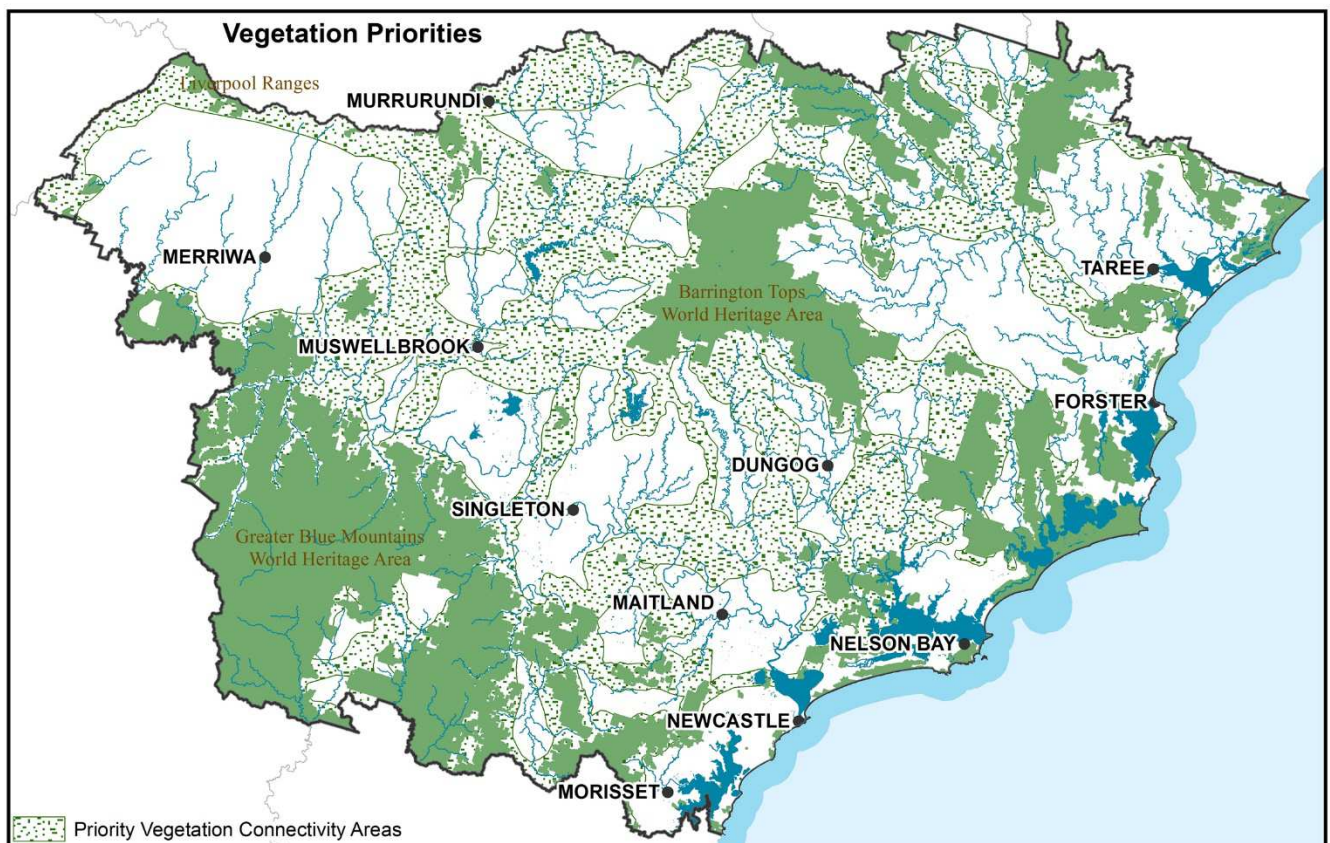 Vegetation Priorities
Liverpool Ranges
MURRURUNDI
MERRIWA
TAREE
Barrington Tops
World Heritage Area
MUSWELLBROOK
FORSTER
DUNGOG
SINGLETON
Greater Blue Mountains
World Heritage Area
MAITLAND
NELSON BAY
NEWCASTLE
MORISSET
Priority Vegetation Connectivity Areas